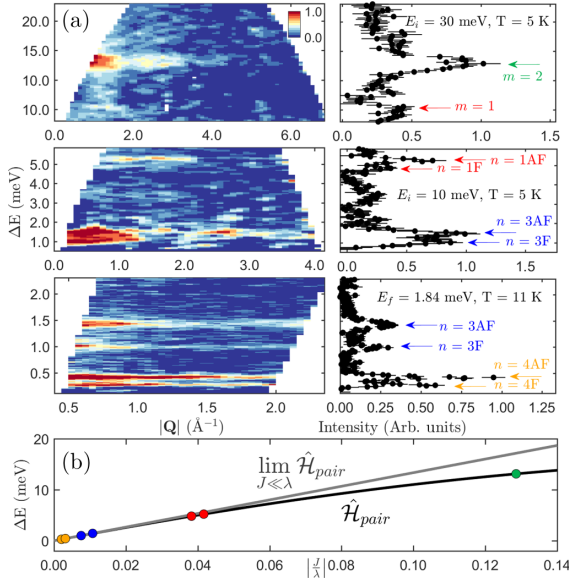 (a)
1.0
0.0
20.0
15.0
10.0
0.0 2.0 4.0 6.0
E_i = 30 meV, T = 5 K
m = 2
m = 1
0 0.5 1.0 1.5
ΔE (meV)
5.0
4.0
3.0
2.0
1.0
0.0 1.0 2.0 3.0 4.0
n = 1AF
n = 1F
E_i = 10 meV, T = 5 K
n = 3AF
n = 3F
0 0.5 1.0 1.5
2.0
1.5
1.0
0.5
0.5 1.0 1.5 2.0
|Q| (Å⁻¹)
E_f = 1.84 meV, T = 11 K
n = 3AF
n = 3F
n = 4AF
n = 4F
0.0 0.25 0.50 0.75 1.00 1.25
Intensity (Arb. units)
(b)
ΔE (meV)
20
10
0
lim_{J≪λ} Ĥ_pair
Ĥ_pair
0.00 0.02 0.04 0.06 0.08 0.10 0.12 0.14
|J/λ|